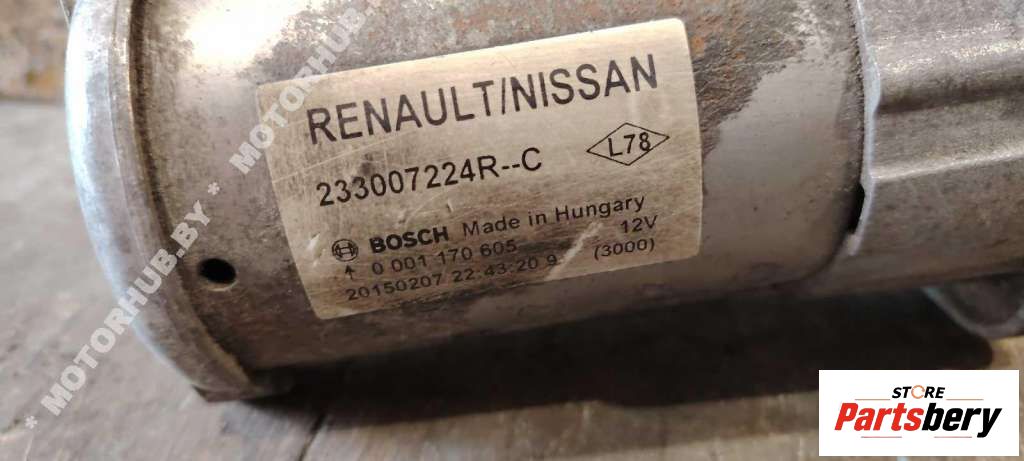 RENAULT/NISSAN
233007224R--C
L78
BOSCH Made in Hungary
0 001 170 605 12V
20150207 22 43 20 9 (3000)
* MOTORHUB.BY * MOTORHUB.BY
STORE
Partsbery